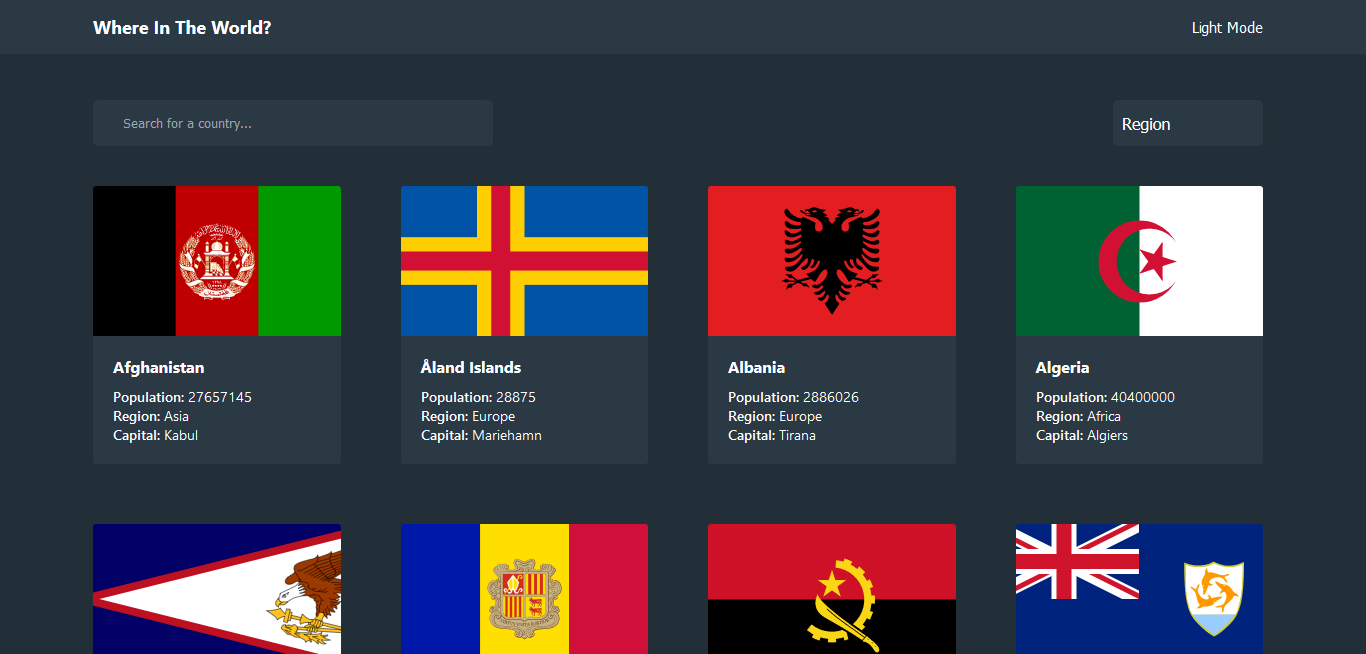 Where In The World?
Light Mode
Search for a country...
Region
Afghanistan
Population: 27657145
Region: Asia
Capital: Kabul
Åland Islands
Population: 28875
Region: Europe
Capital: Mariehamn
Albania
Population: 2886026
Region: Europe
Capital: Tirana
Algeria
Population: 40400000
Region: Africa
Capital: Algiers